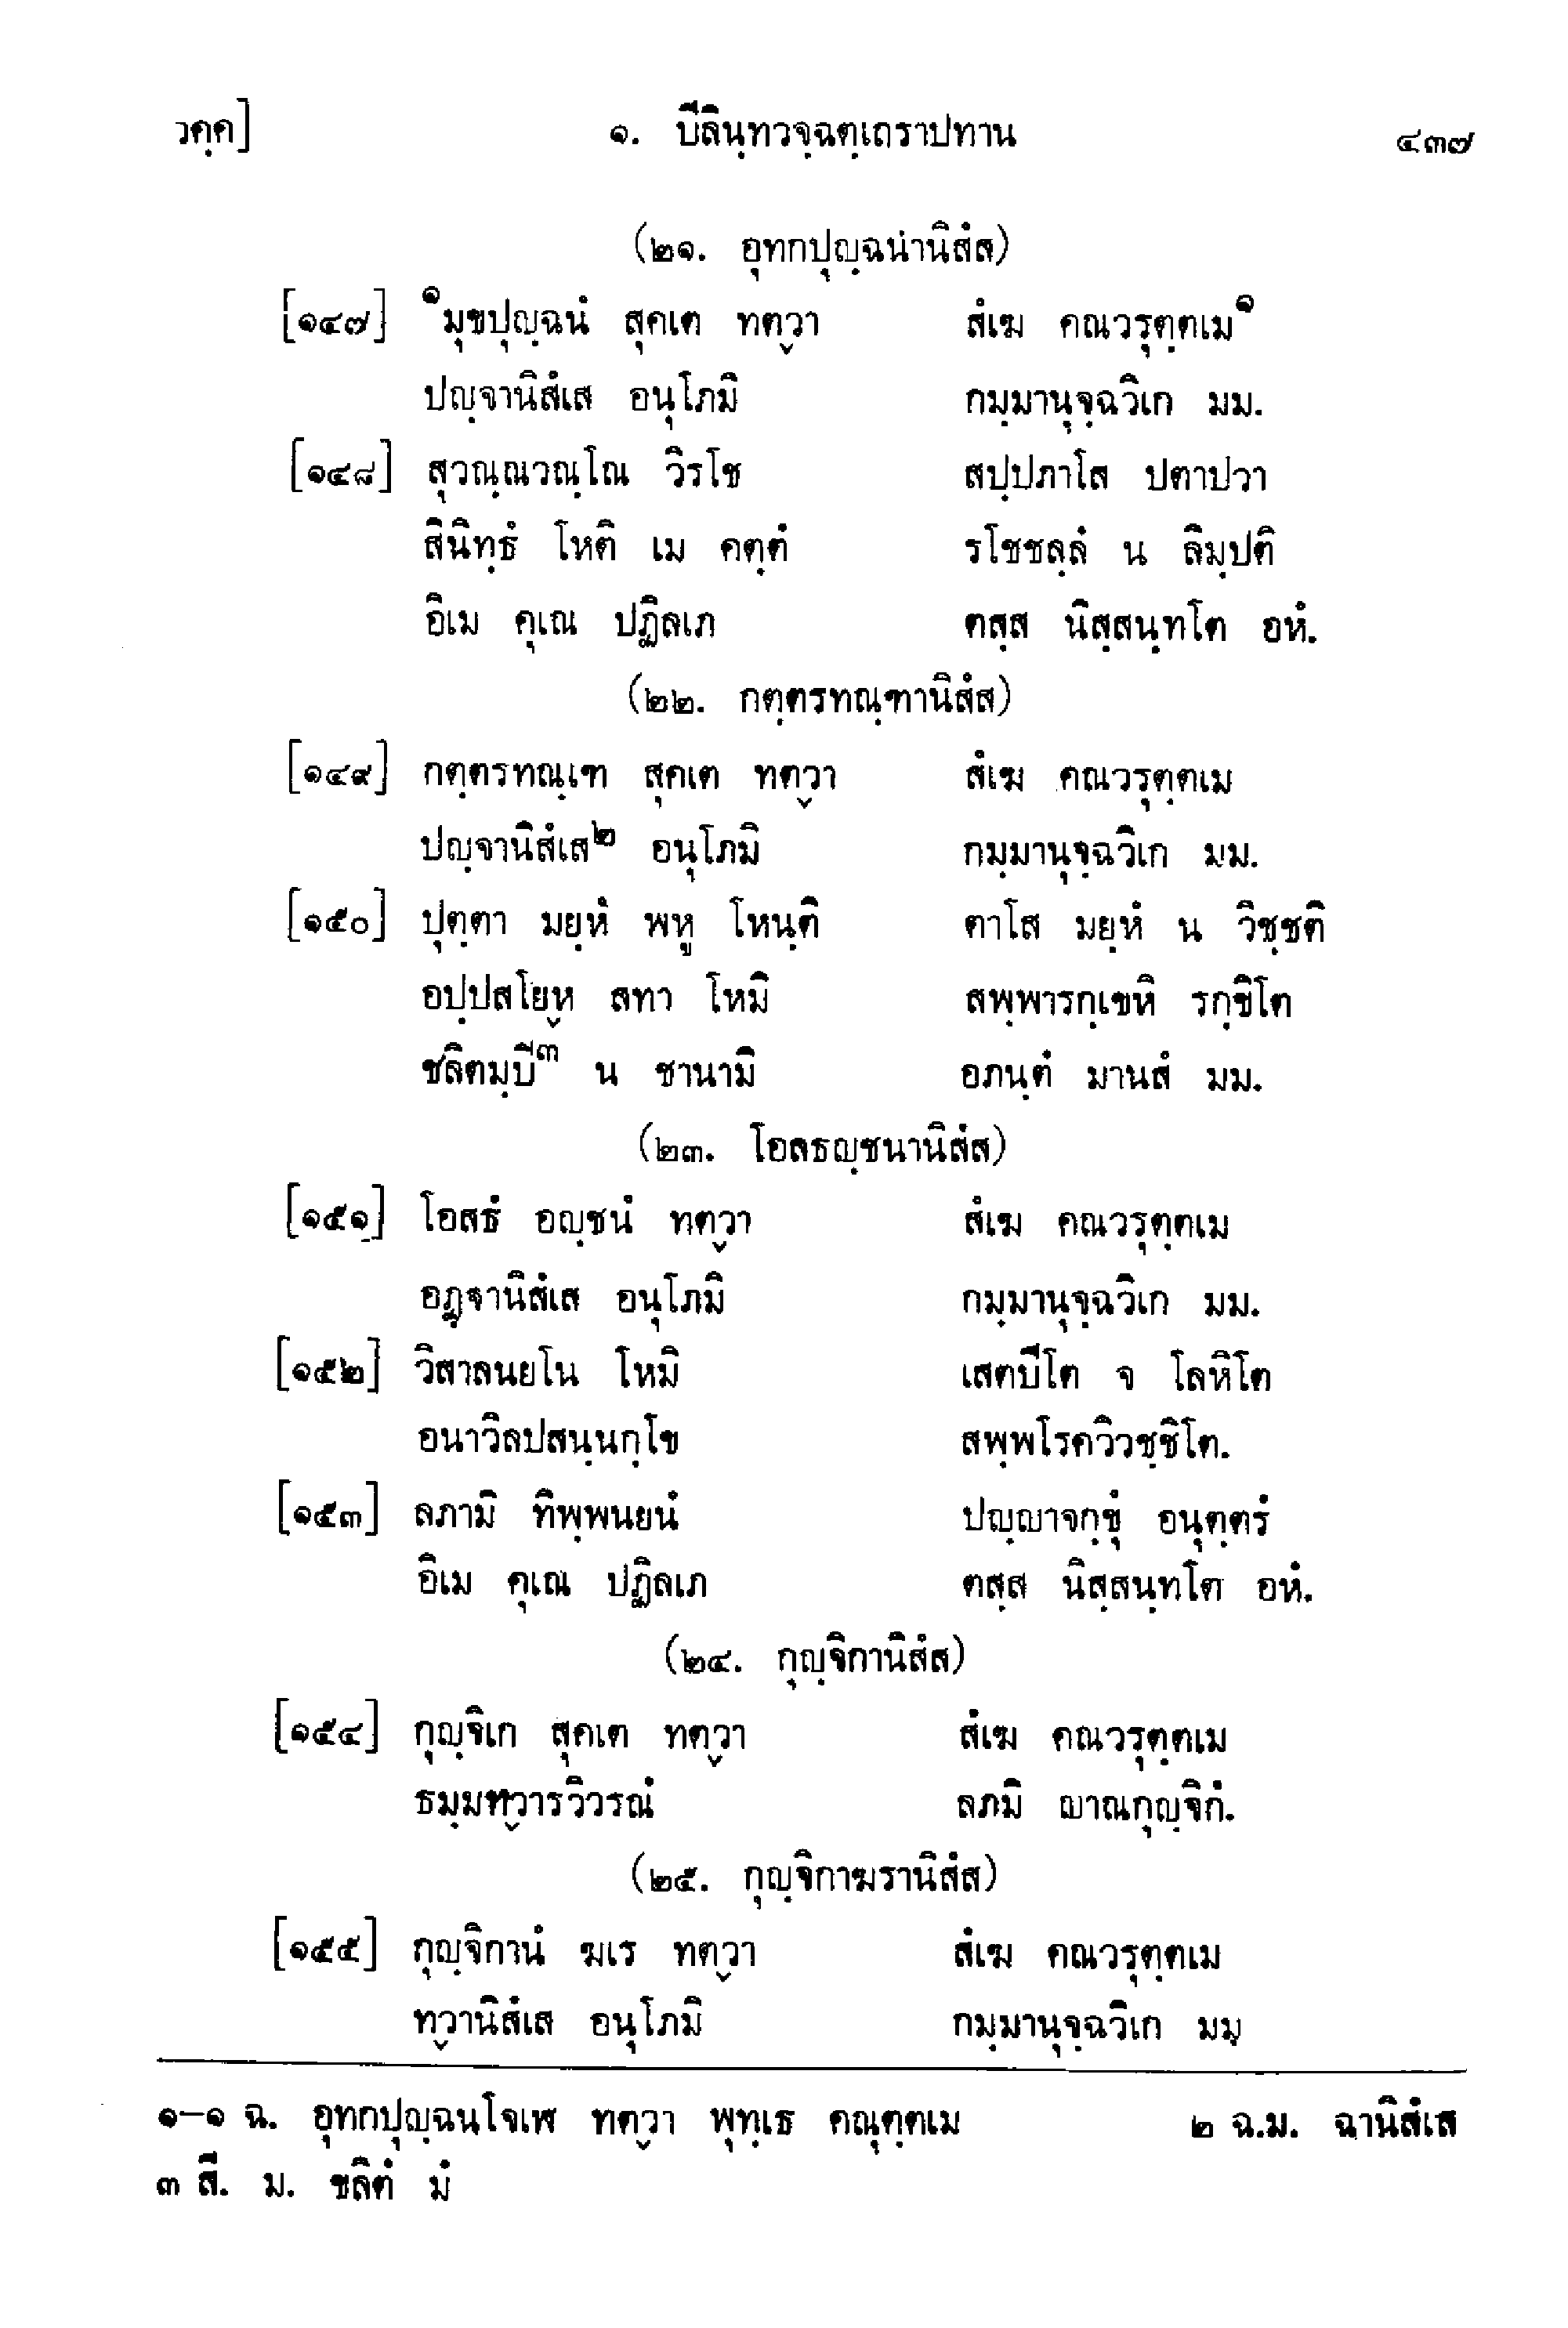 วคฺค] ๑. ปิลินฺทวจฺฉตฺเถราปทาน ๔๓๗
(๒๑. อุทกปุญฺฉนานิสํส)
[๑๔๗] ๑มุขปุญฺฉนํ สุคเต ทตฺวา สํเฆ คณวรุตฺตเม๑
ปญฺจานิสํเส อนุโภมิ กมฺมานุจฺฉวิเก มม.
[๑๔๘] สุวณฺณวณฺโณ วิรโช สปฺปภาโส ปตาปวา
สินิทฺธํ โหติ เม คตฺตํ รโชชลฺลํ น ลิมฺปติ
อิเม คุเณ ปฏิลเภ ตสฺส นิสฺสนฺทโต อหํ.
(๒๒. กตฺตรทณฺฑานิสํส)
[๑๔๙] กตฺตรทณฺเฑ สุคเต ทตฺวา สํเฆ คณวรุตฺตเม
ปญฺจานิสํเส๒ อนุโภมิ กมฺมานุจฺฉวิเก มม.
[๑๕๐] ปุตฺตา มยฺหํ พหู โหนฺติ ตาโส มยฺหํ น วิชฺชติ
อปฺปสโยฺห สทา โหมิ สพฺพารกฺเขหิ รกฺขิโต
ขลิตมฺปิ๓ น ชานามิ อภนฺตํ มานสํ มม.
(๒๓. โอสธญฺชนานิสํส)
[๑๕๑] โอสธํ อญฺชนํ ทตฺวา สํเฆ คณวรุตฺตเม
อฏฺฐานิสํเส อนุโภมิ กมฺมานุจฺฉวิเก มม.
[๑๕๒] วิสาลนยโน โหมิ เสตปีโต จ โลหิโต
อนาวิลปสนฺนกฺโข สพฺพโรควิวชฺชิโต.
[๑๕๓] ลภามิ ทิพฺพนยนํ ปญฺญาจกฺขุํ อนุตฺตรํ
อิเม คุเณ ปฏิลเภ ตสฺส นิสฺสนฺทโต อหํ.
(๒๔. กุญฺจิกานิสํส)
[๑๕๔] กุญฺจิเก สุคเต ทตฺวา สํเฆ คณวรุตฺตเม
ธมฺมทฺวารวิวรณํ ลภมิ ญาณกุญฺจิกํ.
(๒๕. กุญฺจิกาฆรานิสํส)
[๑๕๕] กุญฺจิกานํ ฆเร ทตฺวา สํเฆ คณวรุตฺตเม
ทฺวานิสํเส อนุโภมิ กมฺมานุจฺฉวิเก มม
๑-๑ ฉ. อุทกปุญฺฉนโจเฬ ทตฺวา พุทฺเธ คณุตฺตเม ๒ ฉ.ม. ฉานิสํเส
๓ สี. ม. ขลิตํ มํ